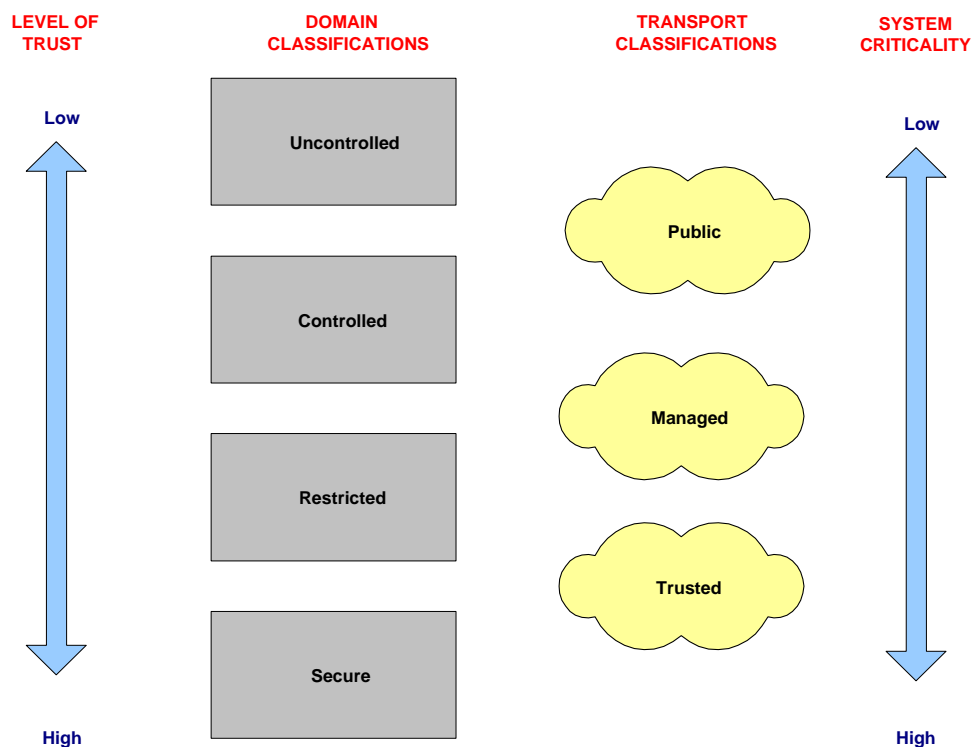 LEVEL OF
TRUST
DOMAIN
CLASSIFICATIONS
TRANSPORT
CLASSIFICATIONS
SYSTEM
CRITICALITY
Low
Low
Uncontrolled
Public
Controlled
Managed
Restricted
Trusted
Secure
High
High